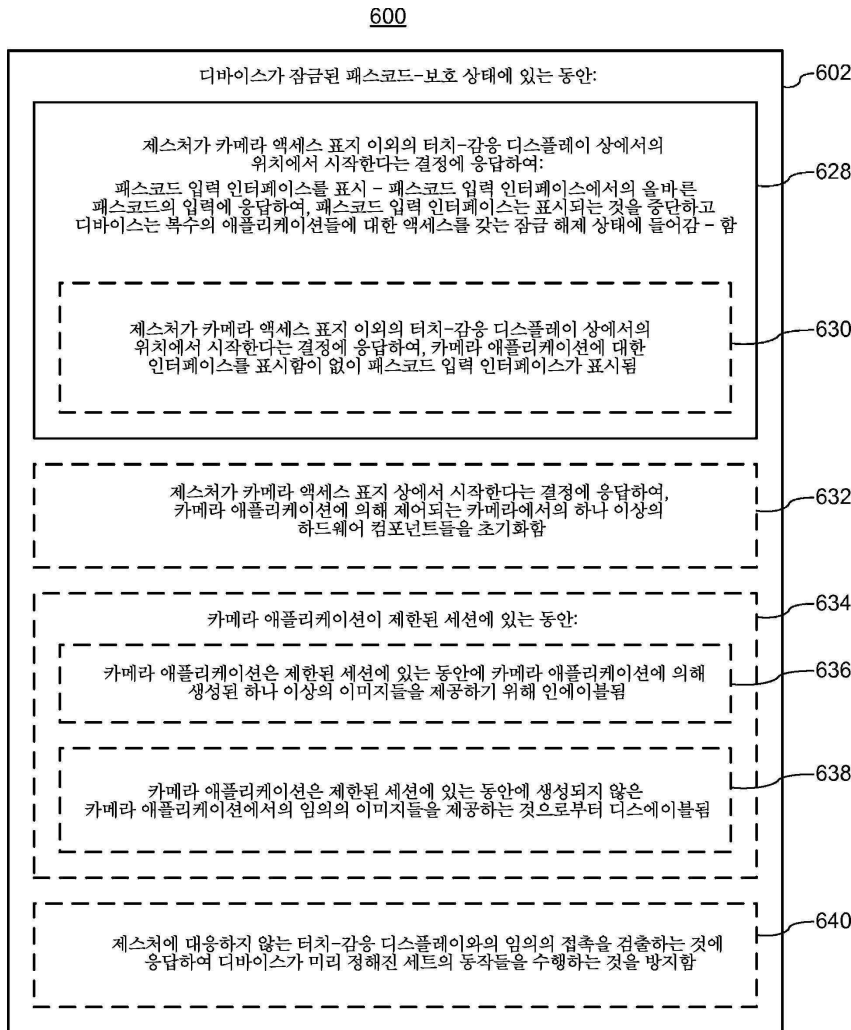 600
디바이스가 잠금된 패스코드-보호 상태에 있는 동안:
602
제스처가 카메라 액세스 표지 이외의 터치-감응 디스플레이 상에서의
위치에서 시작한다는 결정에 응답하여:
628
패스코드 입력 인터페이스를 표시 - 패스코드 입력 인터페이스에서의 올바른
패스코드의 입력에 응답하여, 패스코드 입력 인터페이스는 표시되는 것을 중단하고
디바이스는 복수의 애플리케이션들에 대한 액세스를 갖는 잠금 해제 상태에 들어감 - 함
제스처가 카메라 액세스 표지 이외의 터치-감응 디스플레이 상에서의
630
위치에서 시작한다는 결정에 응답하여, 카메라 애플리케이션에 대한
인터페이스를 표시함이 없이 패스코드 입력 인터페이스가 표시됨
제스처가 카메라 액세스 표지 상에서 시작한다는 결정에 응답하여,
632
카메라 애플리케이션에 의해 제어되는 카메라에서의 하나 이상의
하드웨어 컴포넌트들을 초기화함
634
카메라 애플리케이션이 제한된 세션에 있는 동안:
카메라 애플리케이션은 제한된 세션에 있는 동안에 카메라 애플리케이션에 의해
636
생성된 하나 이상의 이미지들을 제공하기 위해 인에이블됨
638
카메라 애플리케이션은 제한된 세션에 있는 동안에 생성되지 않은
카메라 애플리케이션에서의 임의의 이미지들을 제공하는 것으로부터 디스에이블됨
640
제스처에 대응하지 않는 터치-감응 디스플레이와의 임의의 접촉을 검출하는 것에
응답하여 디바이스가 미리 정해진 세트의 동작들을 수행하는 것을 방지함